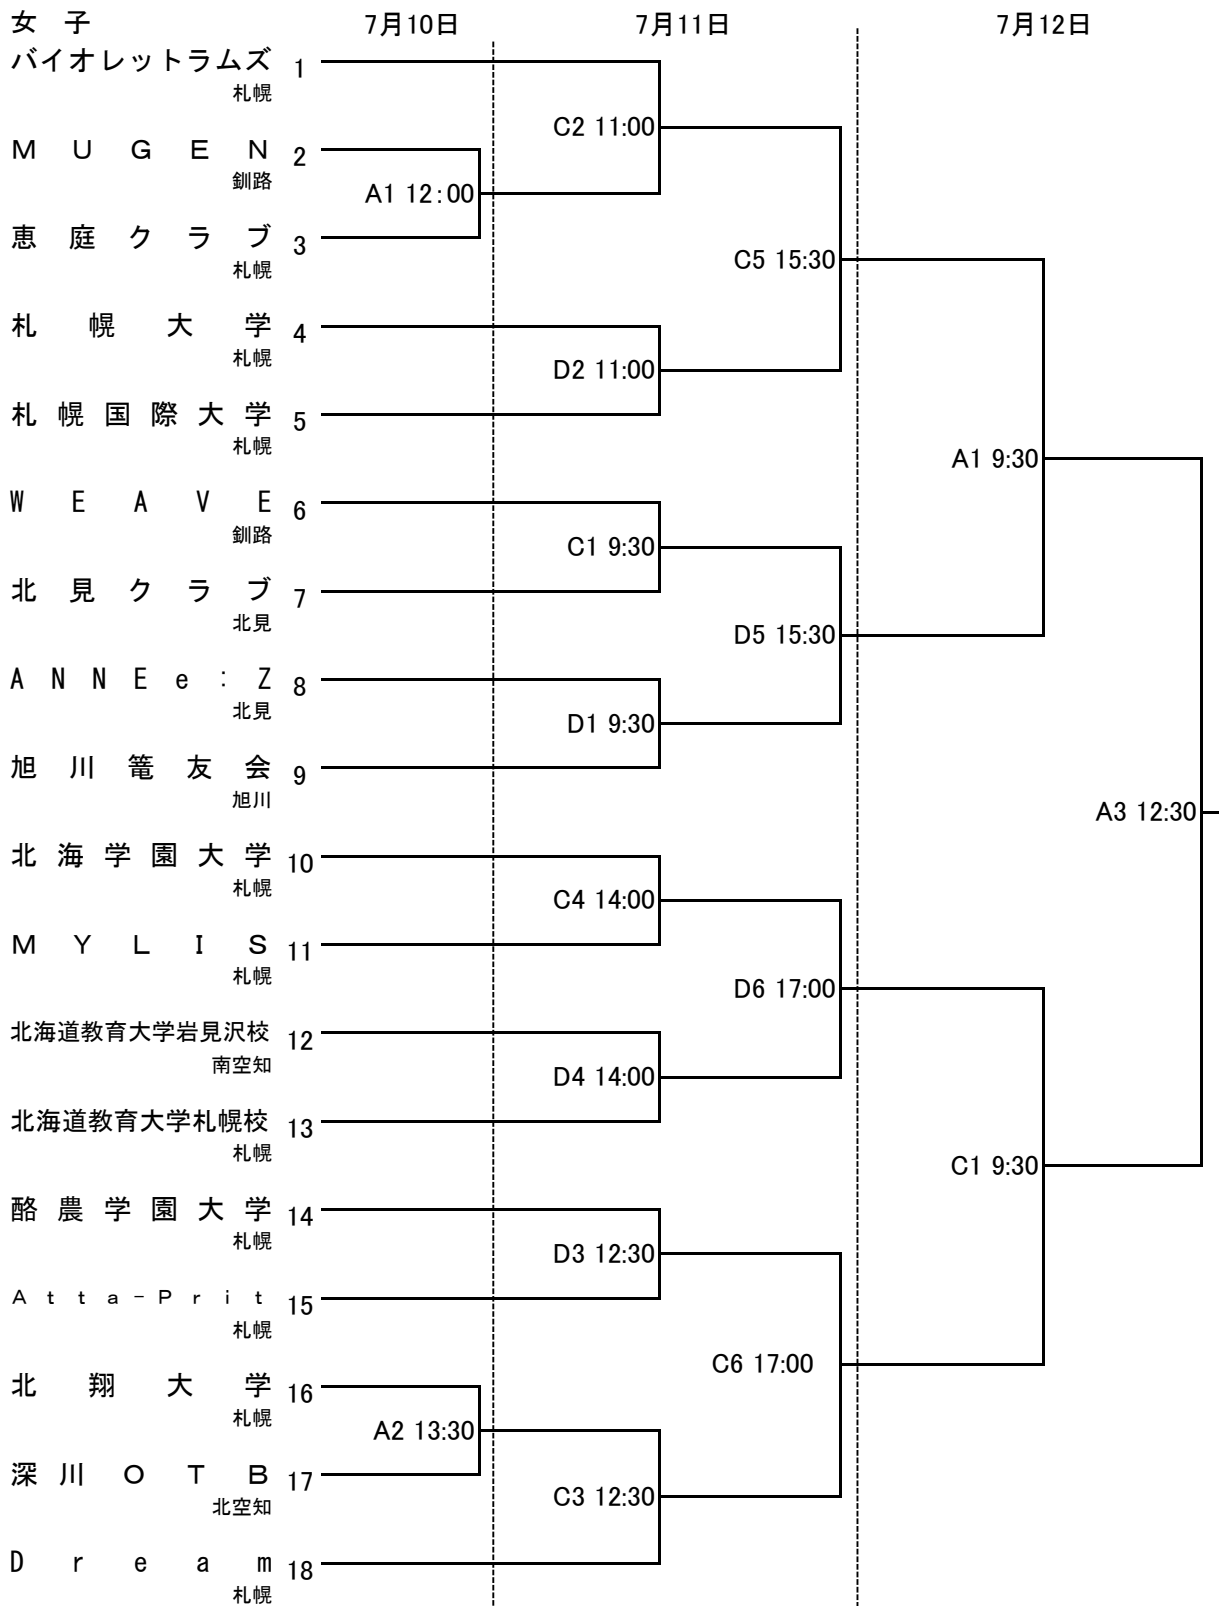 女 子 7月10日 7月11日 7月12日
バイオレットラムズ 1
札幌
C2 11:00
M U G E N 2
釧路
A1 12:00
恵 庭 ク ラ ブ 3
札幌
C5 15:30
札 幌 大 学 4
札幌
D2 11:00
札 幌 国 際 大 学 5
札幌
A1 9:30
W E A V E 6
釧路
C1 9:30
北 見 ク ラ ブ 7
北見
D5 15:30
A N N E e : Z 8
北見
D1 9:30
旭 川 篭 友 会 9
旭川
A3 12:30
北 海 学 園 大 学 10
札幌
C4 14:00
M Y L I S 11
札幌
D6 17:00
北海道教育大学岩見沢校 12
南空知
D4 14:00
北海道教育大学札幌校 13
札幌
C1 9:30
酪 農 学 園 大 学 14
札幌
D3 12:30
A t t a - P r i t 15
札幌
C6 17:00
北 翔 大 学 16
札幌
A2 13:30
深 川 O T B 17
北空知
C3 12:30
D r e a m 18
札幌